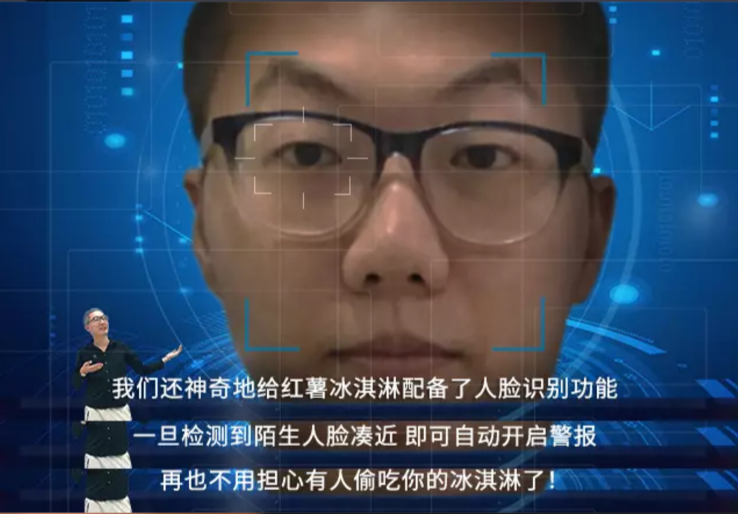 我们还神奇地给红薯冰淇淋配备了人脸识别功能
一旦检测到陌生人脸凑近 即可自动开启警报
再也不用担心有人偷吃你的冰淇淋了!